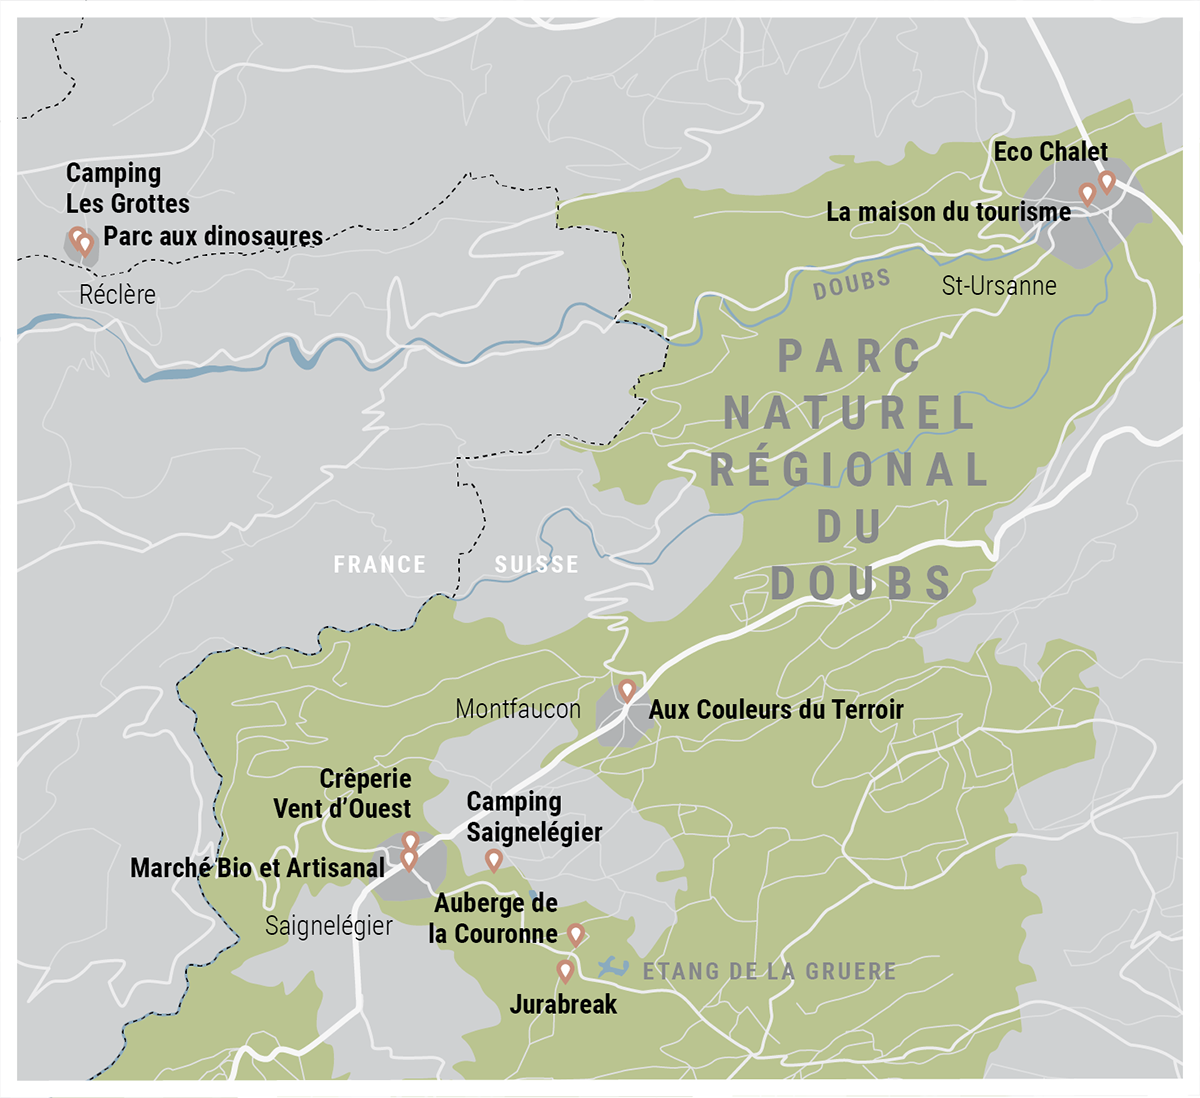 Eco Chalet
Camping
Les Grottes
La maison du tourisme
Parc aux dinosaures
Réclère
DOUBS
St-Ursanne
PARC
NATUREL
RÉGIONAL
DU
DOUBS
FRANCE
SUISSE
Montfaucon
Aux Couleurs du Terroir
Crêperie
Vent d’Ouest
Camping
Saignelégier
Marché Bio et Artisanal
Auberge de
la Couronne
Saignelégier
ETANG DE LA GRUERE
Jurabreak